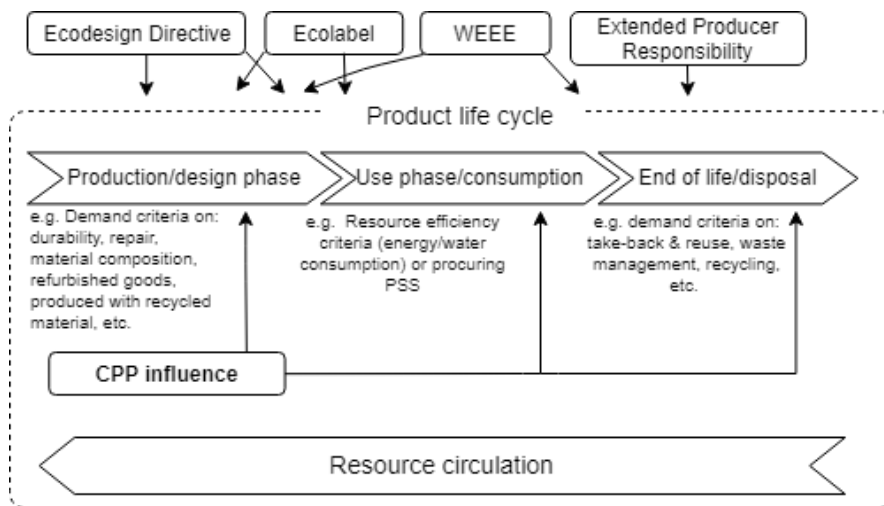 Ecodesign Directive
Ecolabel
WEEE
Extended Producer
Responsibility
Product life cycle
Production/design phase
Use phase/consumption
End of life/disposal
e.g. Demand criteria on:
durability, repair,
material composition,
refurbished goods,
produced with recycled
material, etc.
e.g. Resource efficiency
criteria (energy/water
consumption) or procuring
PSS
e.g. demand criteria on:
take-back & reuse, waste
management, recycling,
etc.
CPP influence
Resource circulation